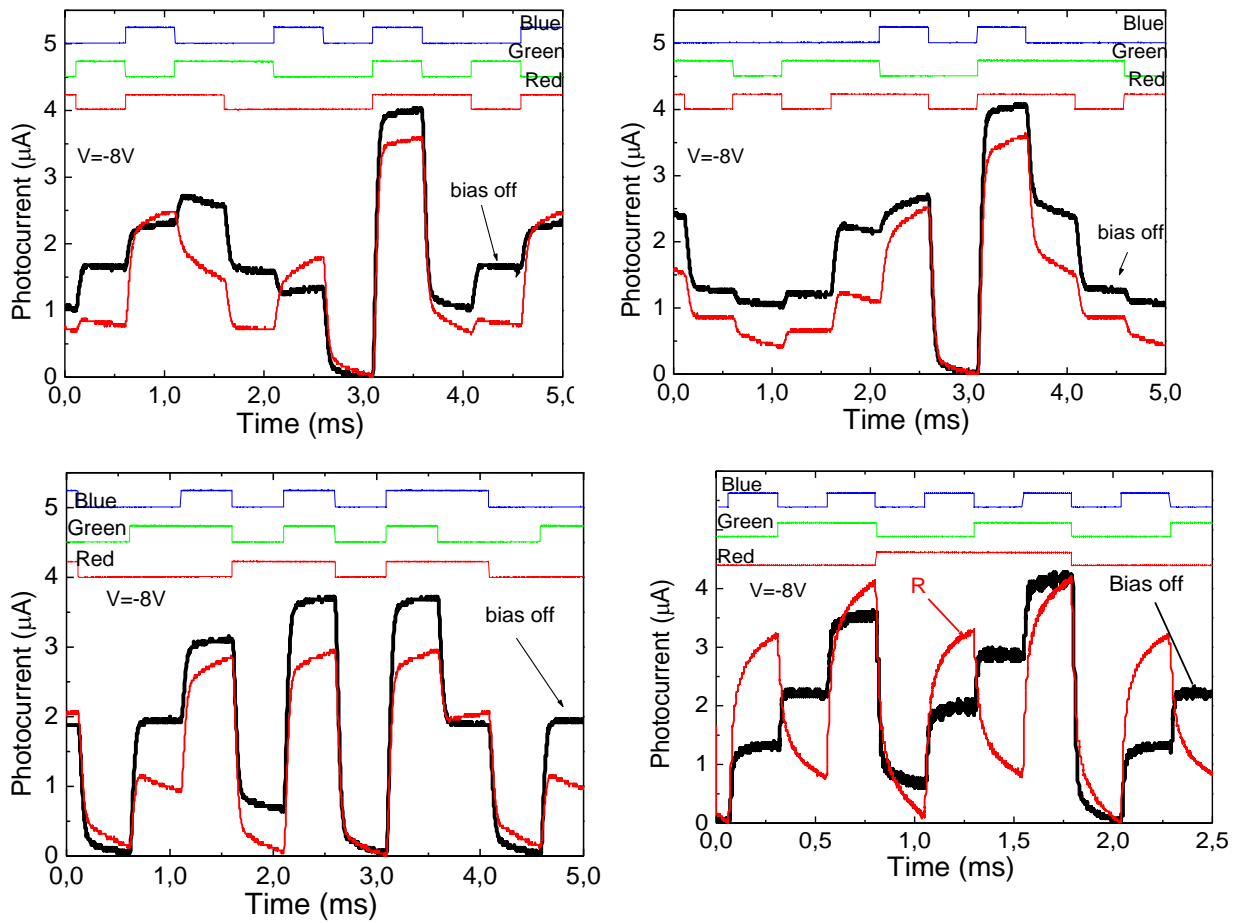 Blue
5
Green
Red
4
V=-8V
3
bias off
2
1
0
Photocurrent (µA)
0,0 1,0 2,0 3,0 4,0 5,0
Time (ms)
Blue
5
Green
Red
4
V=-8V
3
2
bias off
1
0
Photocurrent (µA)
0,0 1,0 2,0 3,0 4,0 5,0
Time (ms)
Blue
5
Green
Red
4
V=-8V
bias off
3
2
1
0
Photocurrent (µA)
0,0 1,0 2,0 3,0 4,0 5,0
Time (ms)
Blue
Green
Red
4
V=-8V
R
Bias off
3
2
1
0
Photocurrent (µA)
0,0 0,5 1,0 1,5 2,0 2,5
Time (ms)